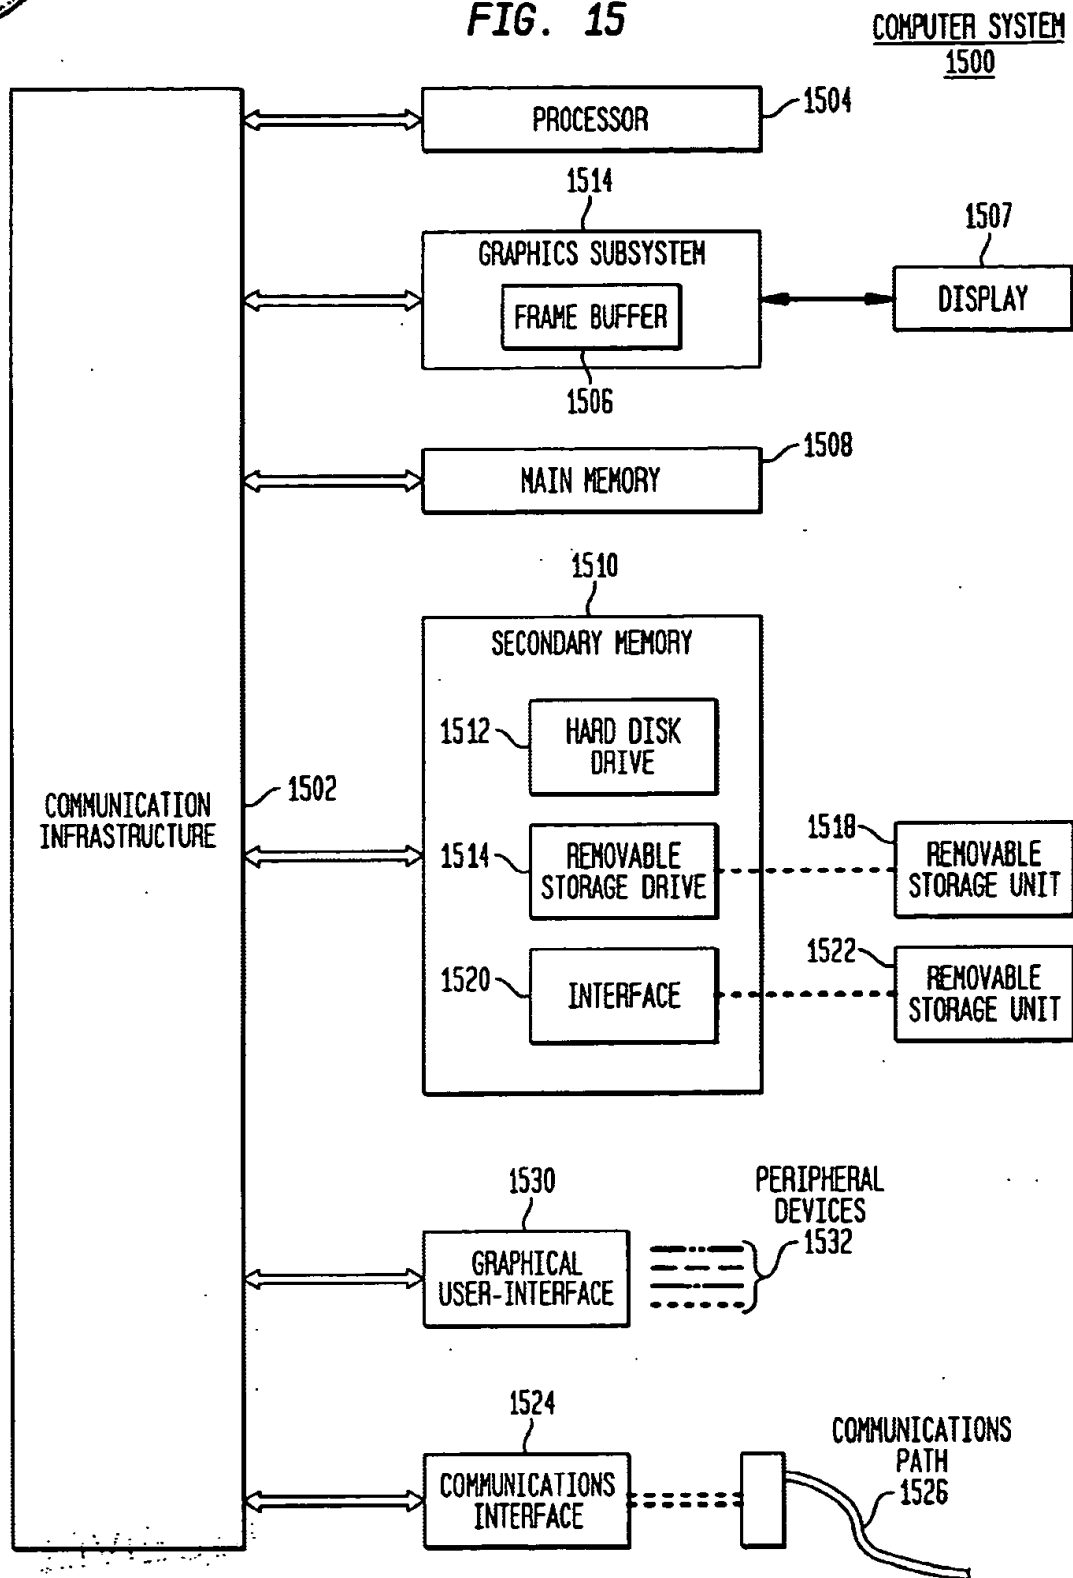 FIG. 15
COMPUTER SYSTEM
1500
PROCESSOR
1504
1514
GRAPHICS SUBSYSTEM
FRAME BUFFER
1506
1507
DISPLAY
MAIN MEMORY
1508
1510
SECONDARY MEMORY
1512
HARD DISK
DRIVE
COMMUNICATION
INFRASTRUCTURE
1502
1514
REMOVABLE
STORAGE DRIVE
1518
REMOVABLE
STORAGE UNIT
1520
INTERFACE
1522
REMOVABLE
STORAGE UNIT
1530
GRAPHICAL
USER-INTERFACE
PERIPHERAL
DEVICES
1532
1524
COMMUNICATIONS
INTERFACE
COMMUNICATIONS
PATH
1526